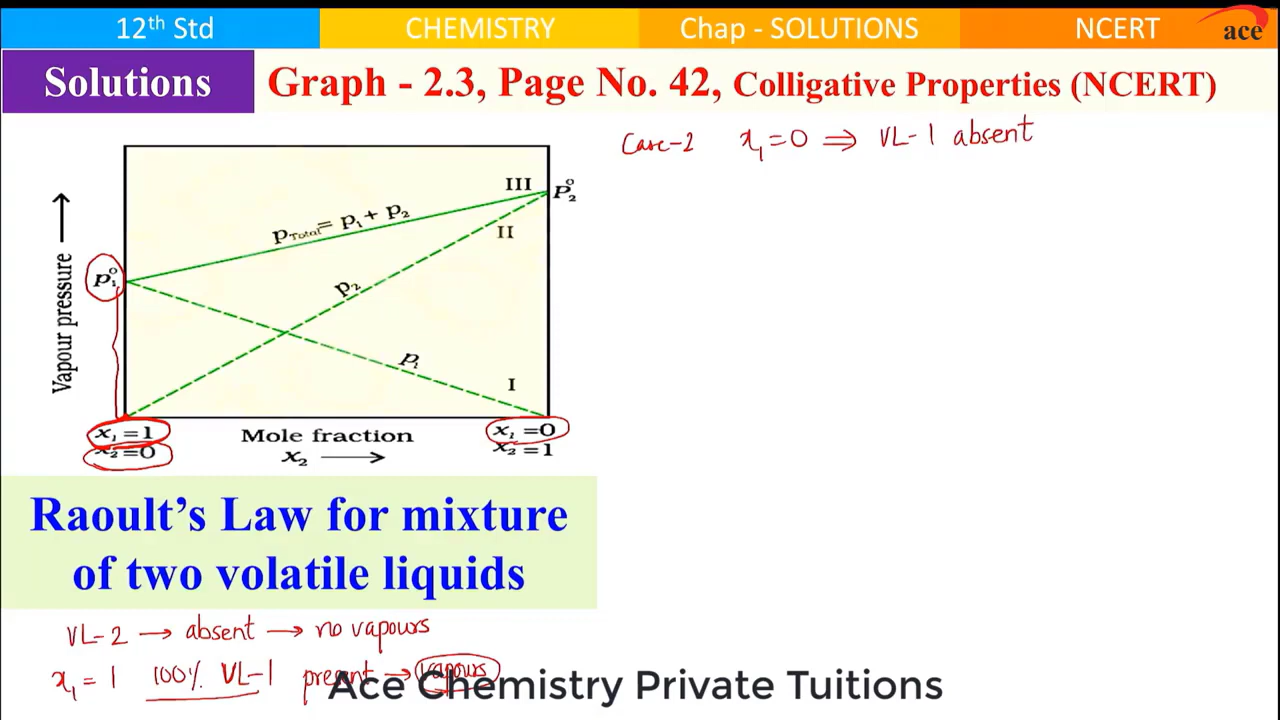 12th Std CHEMISTRY Chap - SOLUTIONS NCERT ace
Solutions Graph - 2.3, Page No. 42, Colligative Properties (NCERT)
Case-2 x₁=0 ⇒ VL-1 absent
III p₂⁰
p_Total = p₁ + p₂
II
p₁⁰
p₂
Vapour pressure
p₁
I
x₁=1 Mole fraction x₁=0
x₂=0 x₂ x₂=1
Raoult's Law for mixture
of two volatile liquids
VL-2 → absent → no vapours
x₁ = 1 100% VL-1 present → vapours
Ace Chemistry Private Tuitions